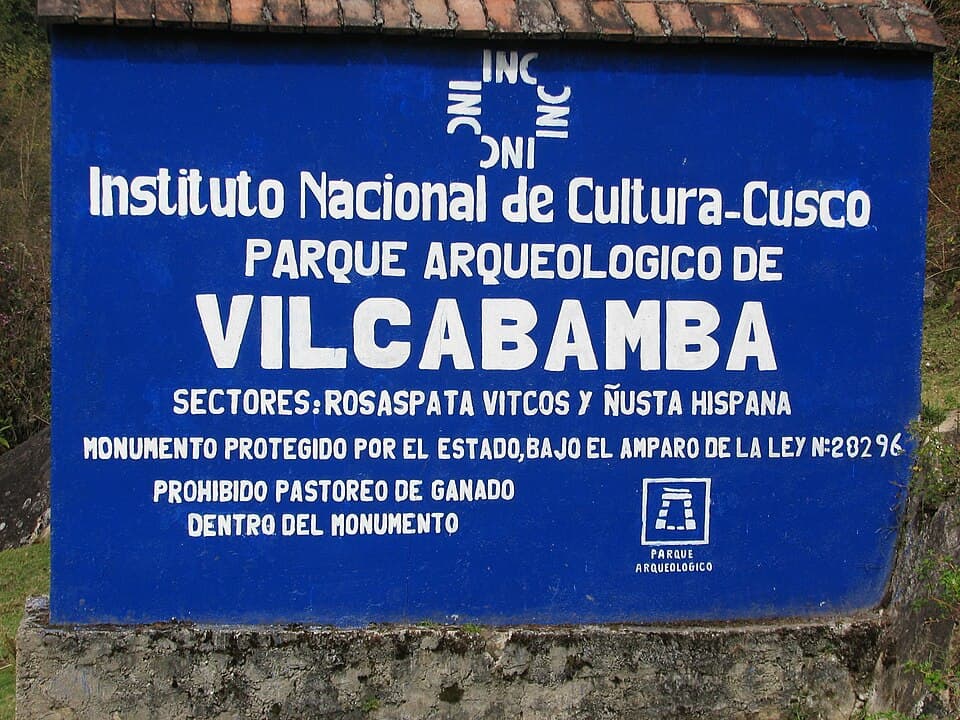 INC
INC
INC
INC
Instituto Nacional de Cultura-Cusco
PARQUE ARQUEOLOGICO DE
VILCABAMBA
SECTORES: ROSASPATA VITCOS Y ÑUSTA HISPANA
MONUMENTO PROTEGIDO POR EL ESTADO, BAJO EL AMPARO DE LA LEY N: 28296
PROHIBIDO PASTOREO DE GANADO
DENTRO DEL MONUMENTO
PARQUE
ARQUEOLOGICO